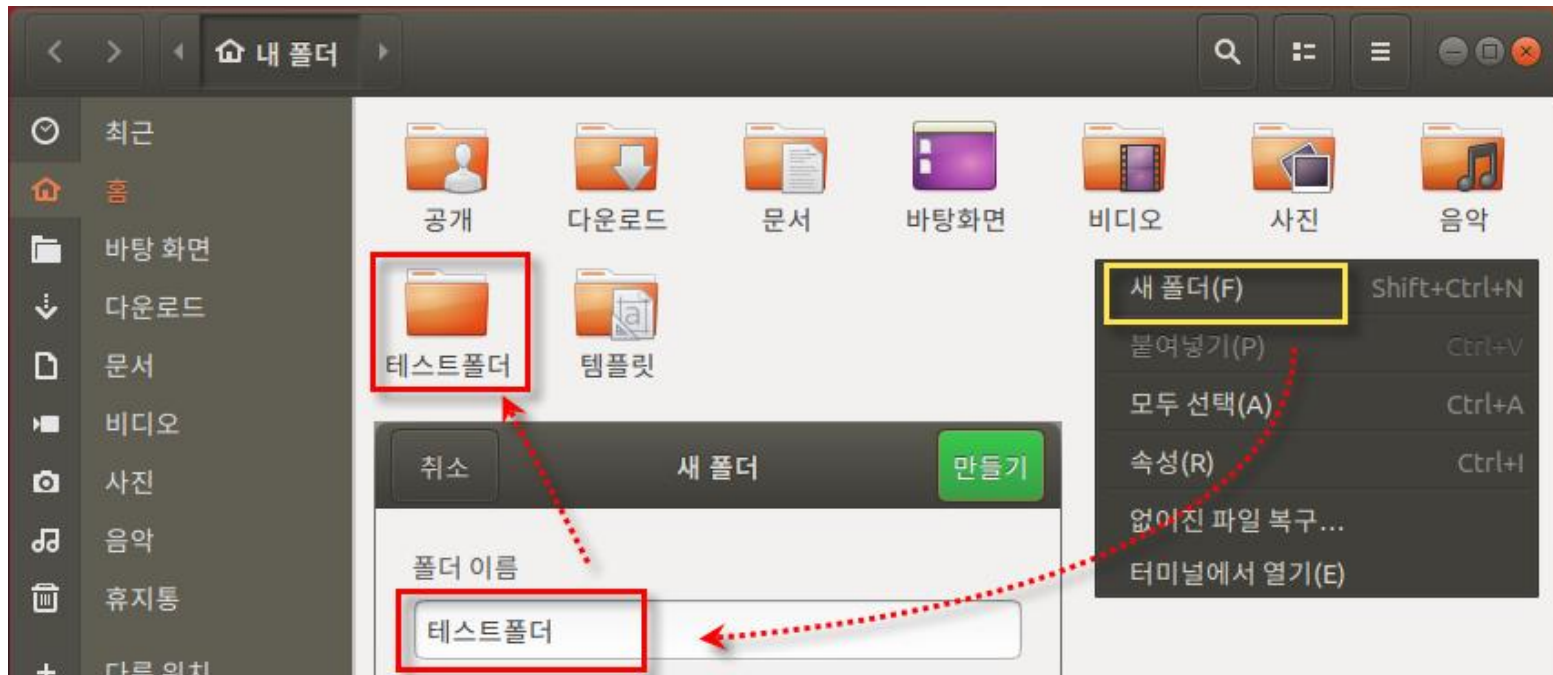 내 폴더
최근
홈
바탕 화면
다운로드
문서
비디오
사진
음악
휴지통
다른 위치
공개
다운로드
문서
바탕화면
비디오
사진
음악
테스트폴더
템플릿
새 폴더(F) Shift+Ctrl+N
붙여넣기(P) Ctrl+V
모두 선택(A) Ctrl+A
속성(R) Ctrl+I
없어진 파일 복구...
터미널에서 열기(E)
취소
새 폴더
만들기
폴더 이름
테스트폴더